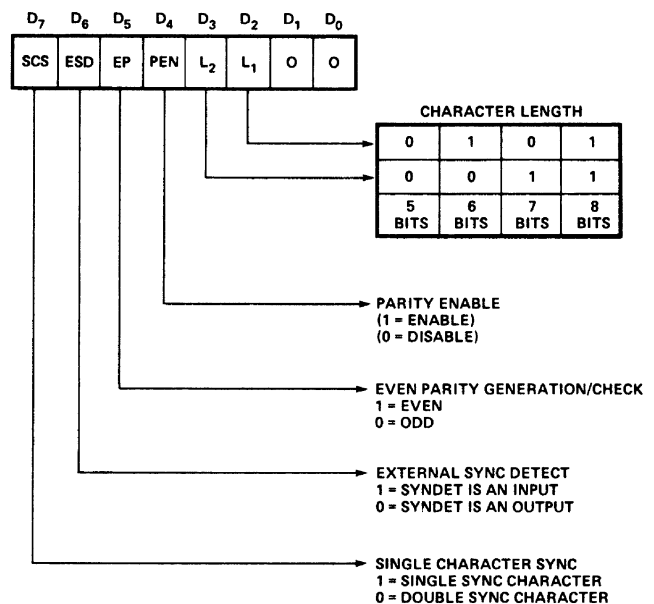 D7 D6 D5 D4 D3 D2 D1 D0
SCS ESD EP PEN L2 L1 0 0
CHARACTER LENGTH
0 1 0 1
0 0 1 1
5 BITS 6 BITS 7 BITS 8 BITS
PARITY ENABLE
(1 = ENABLE)
(0 = DISABLE)
EVEN PARITY GENERATION/CHECK
1 = EVEN
0 = ODD
EXTERNAL SYNC DETECT
1 = SYNDET IS AN INPUT
0 = SYNDET IS AN OUTPUT
SINGLE CHARACTER SYNC
1 = SINGLE SYNC CHARACTER
0 = DOUBLE SYNC CHARACTER